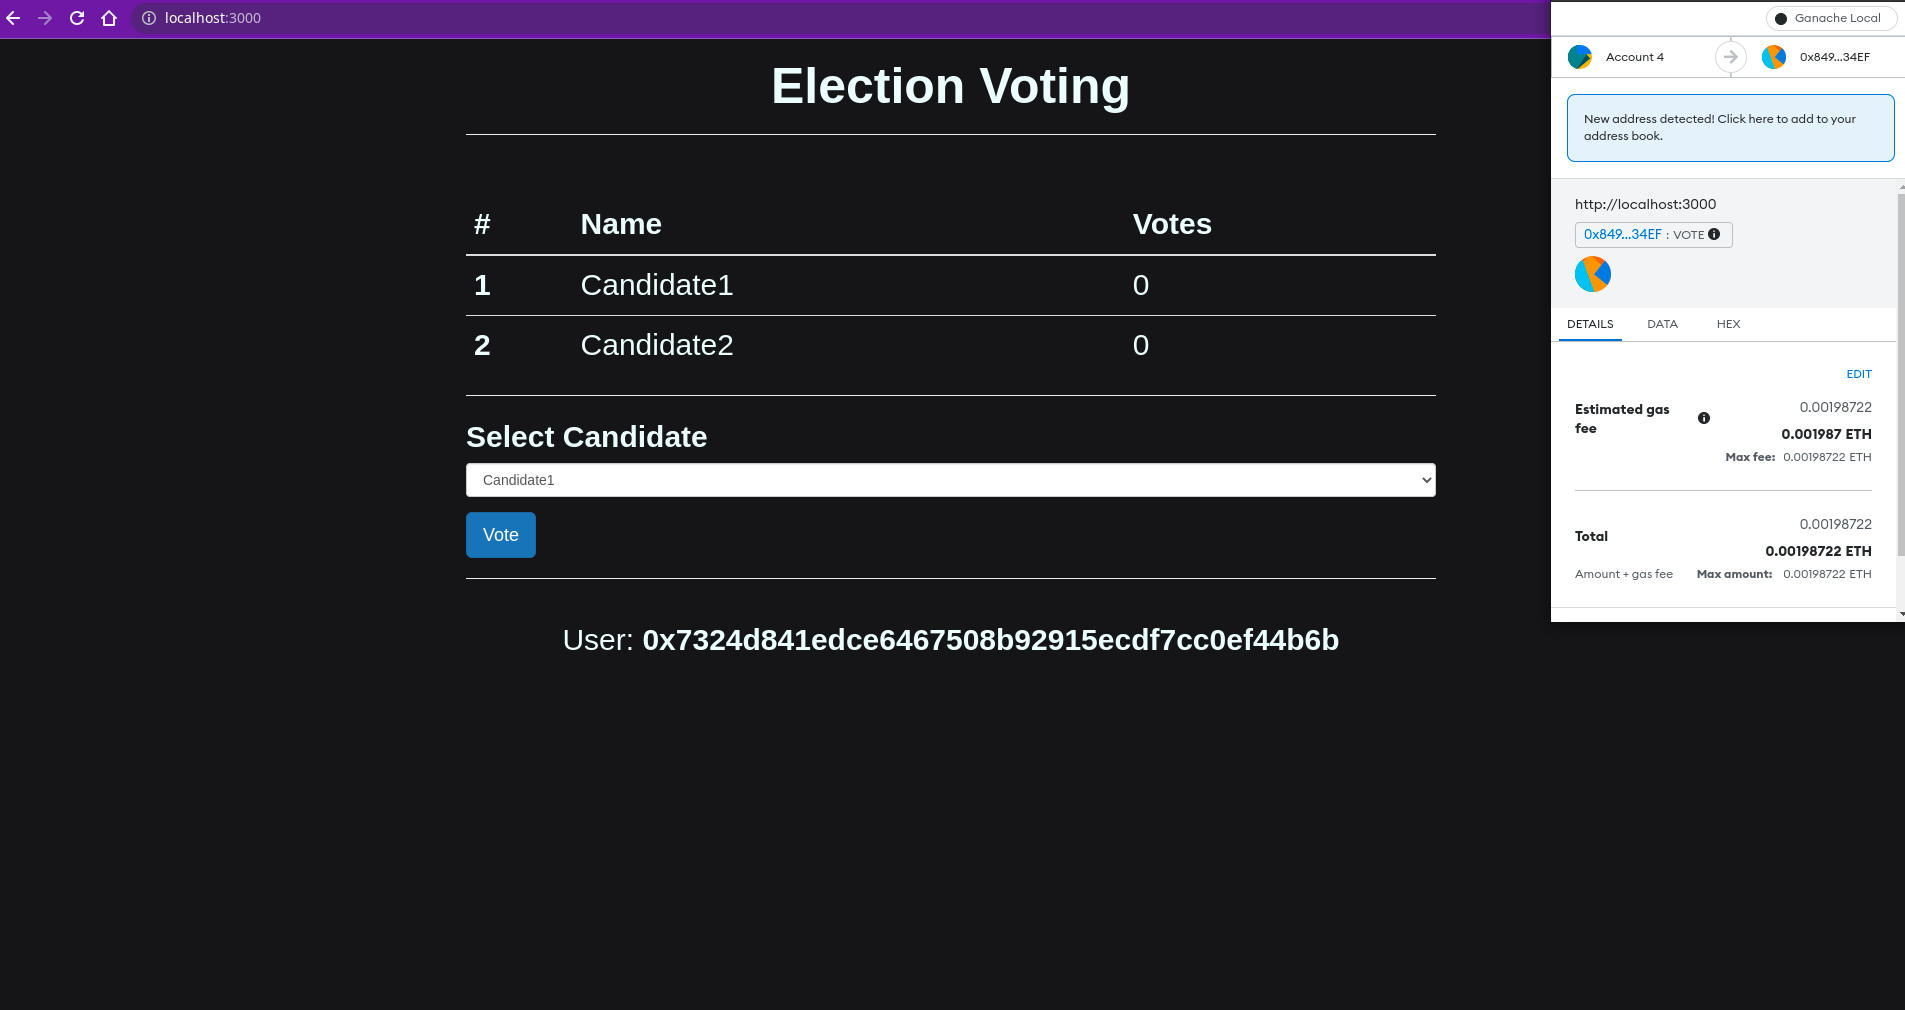 localhost:3000
Election Voting
# Name Votes
1 Candidate1 0
2 Candidate2 0
Select Candidate
Candidate1
Vote
User: 0x7324d841edce6467508b92915ecdf7cc0ef44b6b
Ganache Local
Account 4 0x849...34EF
New address detected! Click here to add to your
address book.
http://localhost:3000
0x849...34EF : VOTE
DETAILS DATA HEX
EDIT
Estimated gas
fee
0.00198722
0.001987 ETH
Max fee: 0.00198722 ETH
0.00198722
Total
0.00198722 ETH
Amount + gas fee Max amount: 0.00198722 ETH